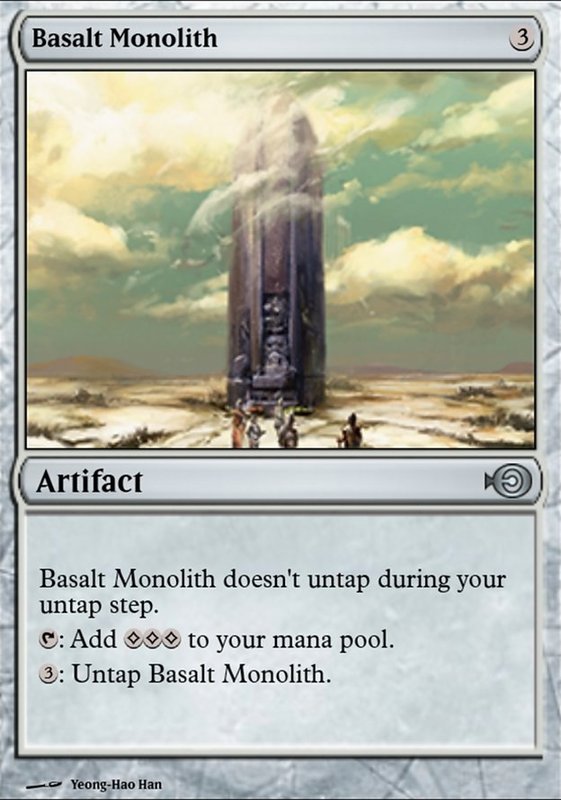 Basalt Monolith 3
Artifact
Basalt Monolith doesn't untap during your
untap step.
: Add to your mana pool.
3: Untap Basalt Monolith.
Yeong-Hao Han